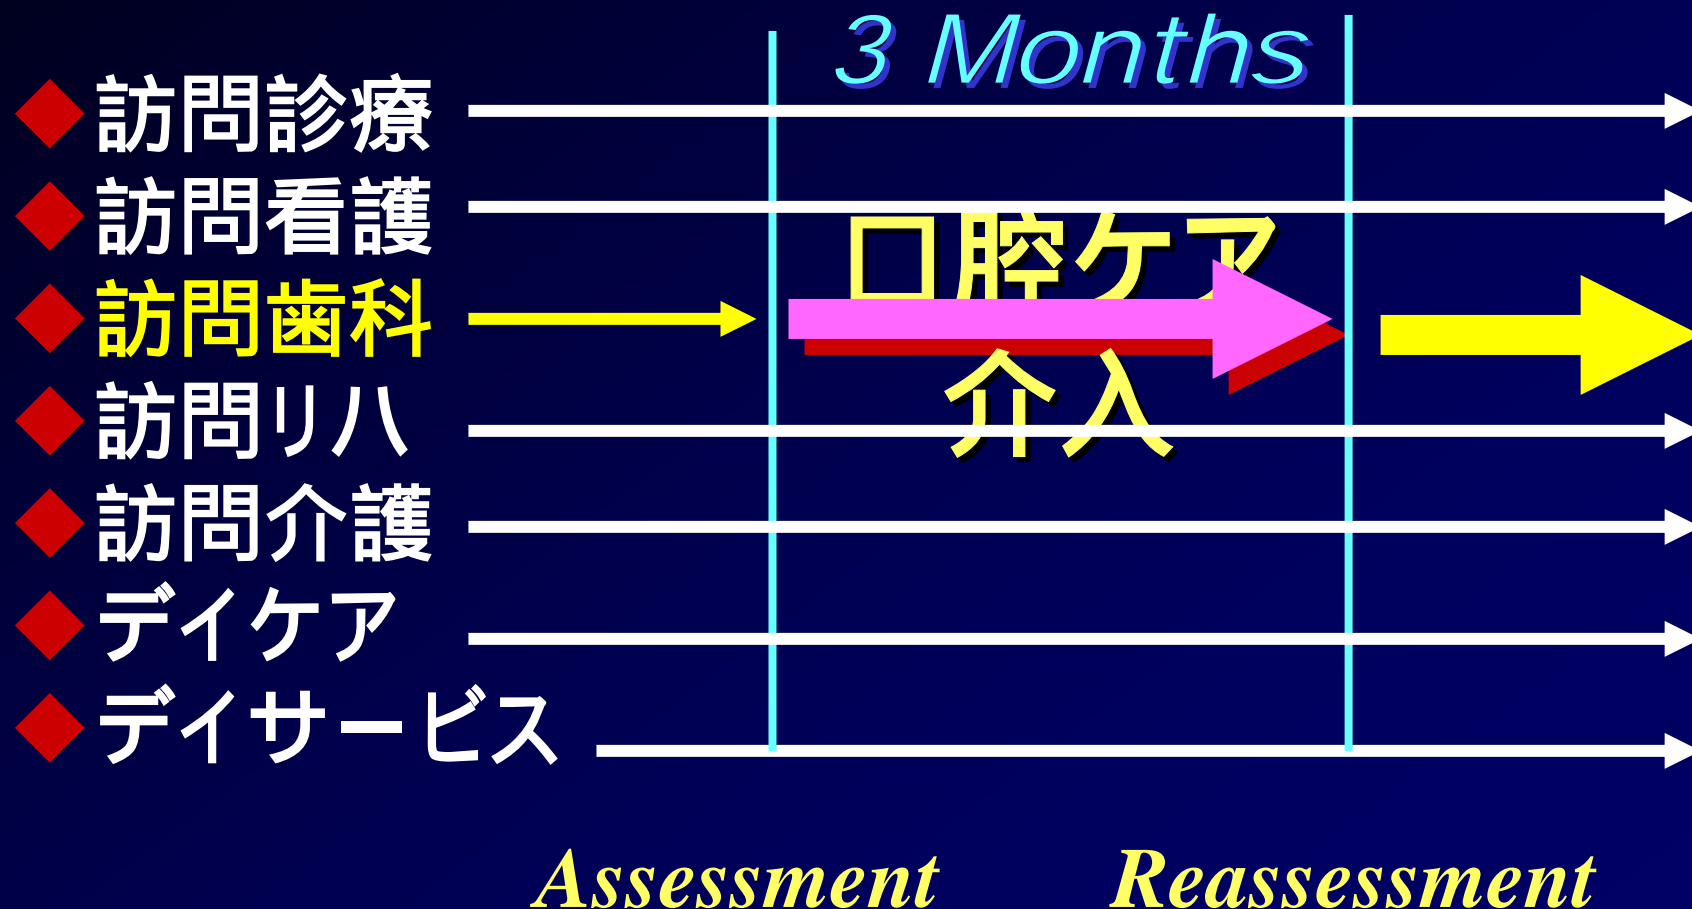 3 Months
訪問診療
訪問看護
訪問歯科
訪問リハ
訪問介護
デイケア
デイサービス
口腔ケア
介入
Assessment
Reassessment